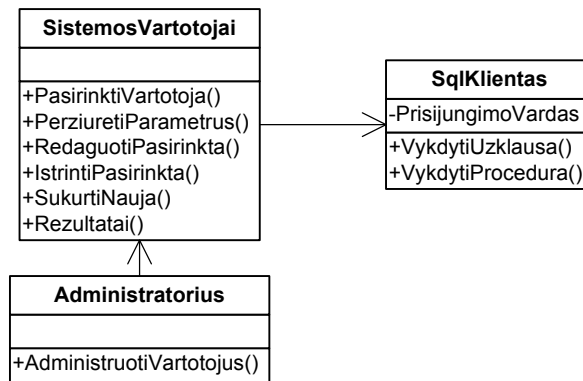 SistemosVartotojai
+PasirinktiVartotoja()
+PerziuretiParametrus()
+RedaguotiPasirinkta()
+IstrintiPasirinkta()
+SukurtiNauja()
+Rezultatai()
SqlKlientas
-PrisijungimoVardas
+VykdytiUzklausa()
+VykdytiProcedura()
Administratorius
+AdministruotiVartotojus()